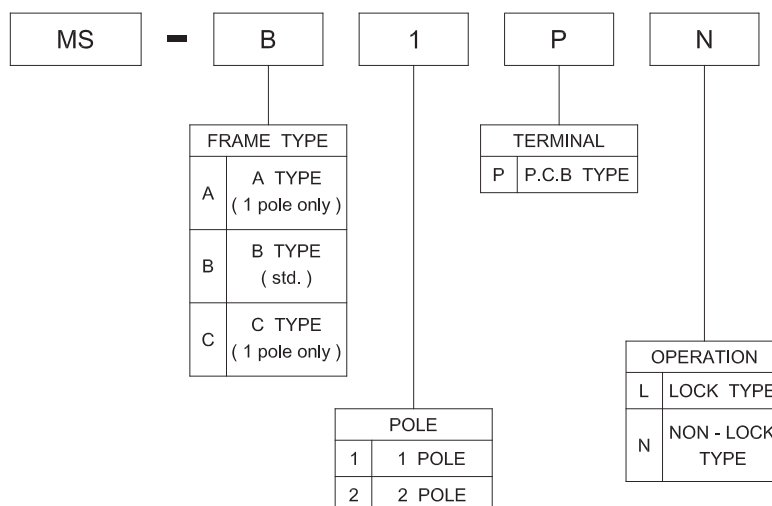 MS - B 1 P N
FRAME TYPE
A A TYPE
( 1 pole only )
B B TYPE
( std. )
C C TYPE
( 1 pole only )
TERMINAL
P P.C.B TYPE
POLE
1 1 POLE
2 2 POLE
OPERATION
L LOCK TYPE
N NON - LOCK
TYPE